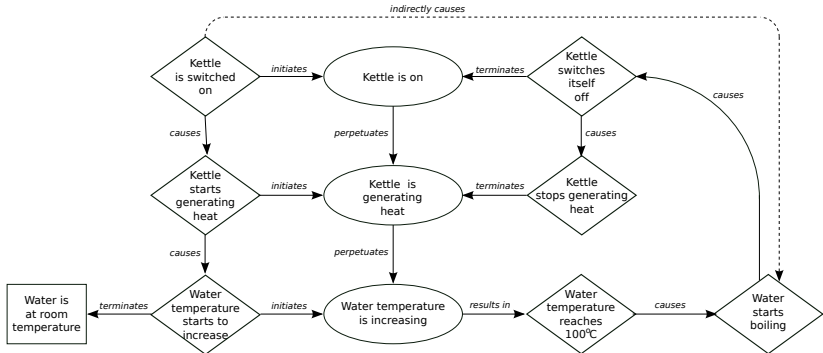 indirectly causes
Kettle
is switched
on
initiates
Kettle is on
terminates
Kettle
switches
itself
off
causes
causes
perpetuates
causes
Kettle
starts
generating
heat
initiates
Kettle is
generating
heat
terminates
Kettle
stops generating
heat
causes
perpetuates
Water is
at room
temperature
terminates
Water
temperature
starts to
increase
initiates
Water temperature
is increasing
results in
Water
temperature
reaches
100⁰C
causes
Water
starts
boiling